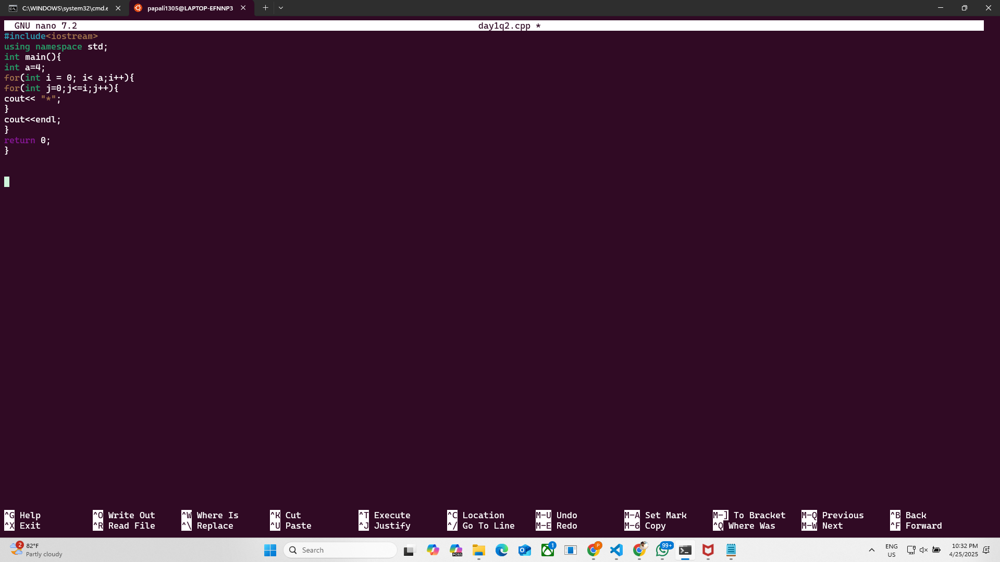 C:\WINDOWS\system32\cmd.e
papali1305@LAPTOP-EFNNP3
GNU nano 7.2 day1q2.cpp *
#include<iostream>
using namespace std;
int main(){
int a=4;
for(int i = 0; i< a;i++){
for(int j=0;j<=i;j++){
cout<< "*";
}
cout<<endl;
}
return 0;
}
^G Help ^O Write Out ^W Where Is ^K Cut ^T Execute ^C Location M-U Undo M-A Set Mark M-] To Bracket M-Q Previous ^B Back
^X Exit ^R Read File ^\ Replace ^U Paste ^J Justify ^/ Go To Line M-E Redo M-6 Copy ^Q Where Was M-W Next ^F Forward
2
82°F
Partly cloudy
Search
M365
1
P
99+
ENG
US
10:32 PM
4/25/2025